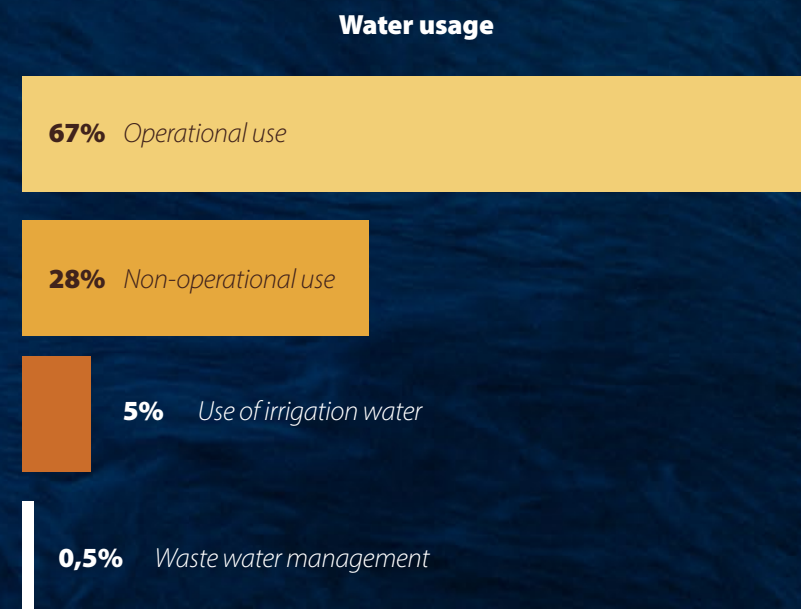 Water usage
67% Operational use
28% Non-operational use
5% Use of irrigation water
0,5% Waste water management